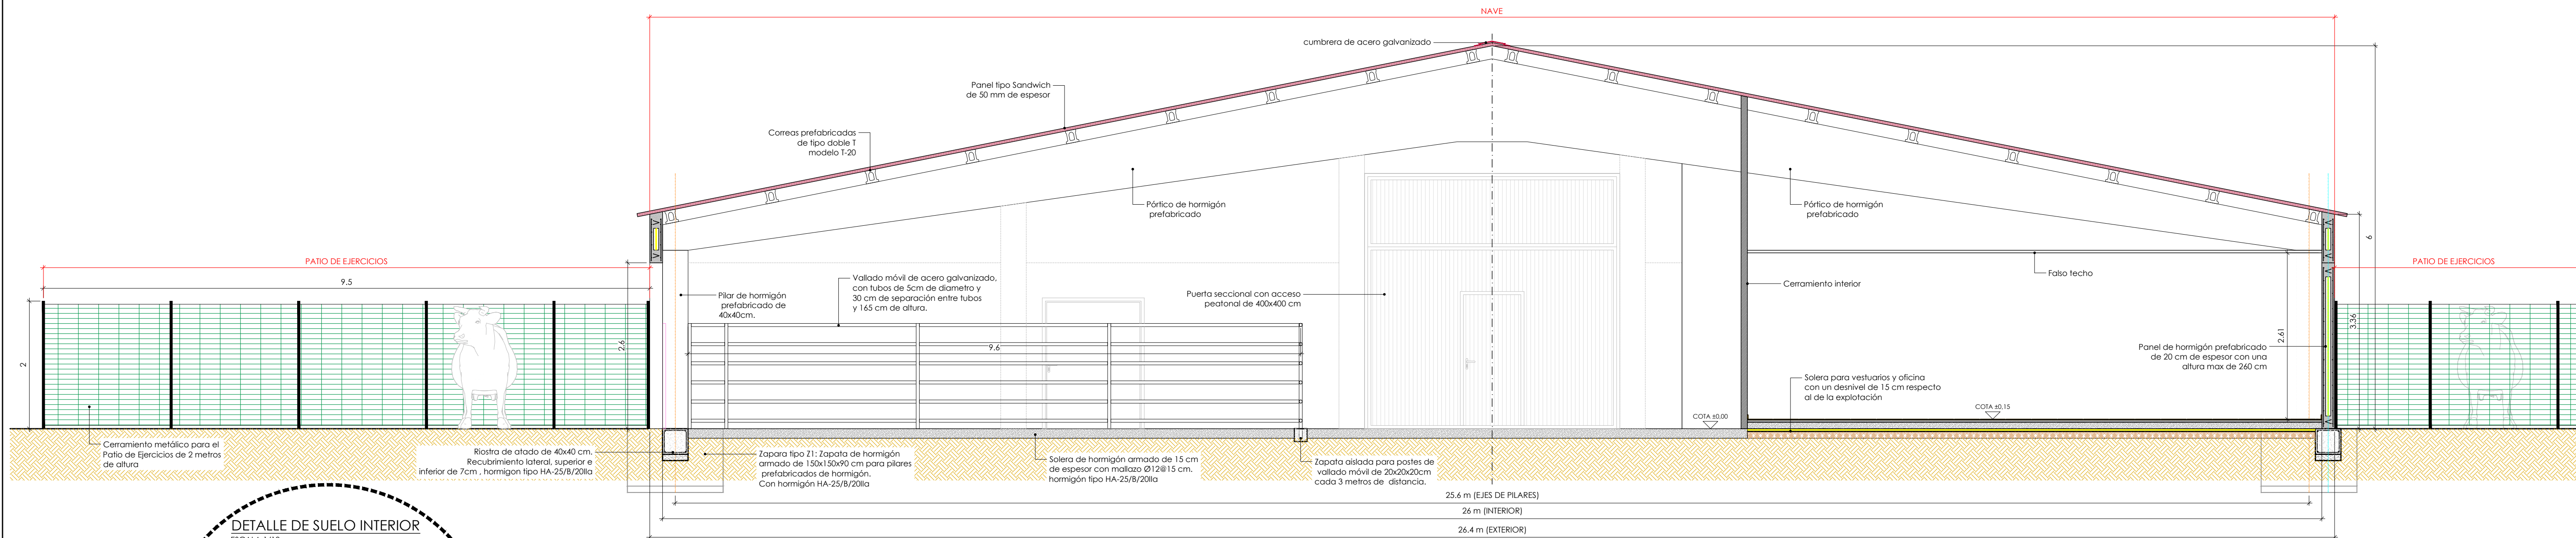 NAVE
cumbrera de acero galvanizado
Panel tipo Sandwich
de 50 mm de espesor
Correas prefabricadas
de tipo doble T
modelo T-20
Pórtico de hormigón
prefabricado
Pórtico de hormigón
prefabricado
6
3.36
PATIO DE EJERCICIOS
9.5
PATIO DE EJERCICIOS
2
2.6
Pilar de hormigón
prefabricado de
40x40cm.
Vallado móvil de acero galvanizado,
con tubos de 5cm de diametro y
30 cm de separación entre tubos
y 165 cm de altura.
9.6
Puerta seccional con acceso
peatonal de 400x400 cm
Cerramiento interior
Falso techo
2.61
Panel de hormigón prefabricado
de 20 cm de espesor con una
altura max de 260 cm
Solera para vestuarios y oficina
con un desnivel de 15 cm respecto
al de la explotación
COTA ±0.00
COTA ±0.15
Cerramiento metálico para el
Patio de Ejercicios de 2 metros
de altura
Riostra de atado de 40x40 cm.
Recubrimiento lateral, superior e
inferior de 7cm , hormigon tipo HA-25/B/20IIa
Zapara tipo Z1: Zapata de hormigón
armado de 150x150x90 cm para pilares
prefabricados de hormigón.
Con hormigón HA-25/B/20IIa
Solera de hormigón armado de 15 cm
de espesor con mallazo Ø12@15 cm.
hormigón tipo HA-25/B/20IIa
Zapata aislada para postes de
vallado móvil de 20x20x20cm
cada 3 metros de distancia.
25.6 m (EJES DE PILARES)
26 m (INTERIOR)
26.4 m (EXTERIOR)
DETALLE DE SUELO INTERIOR